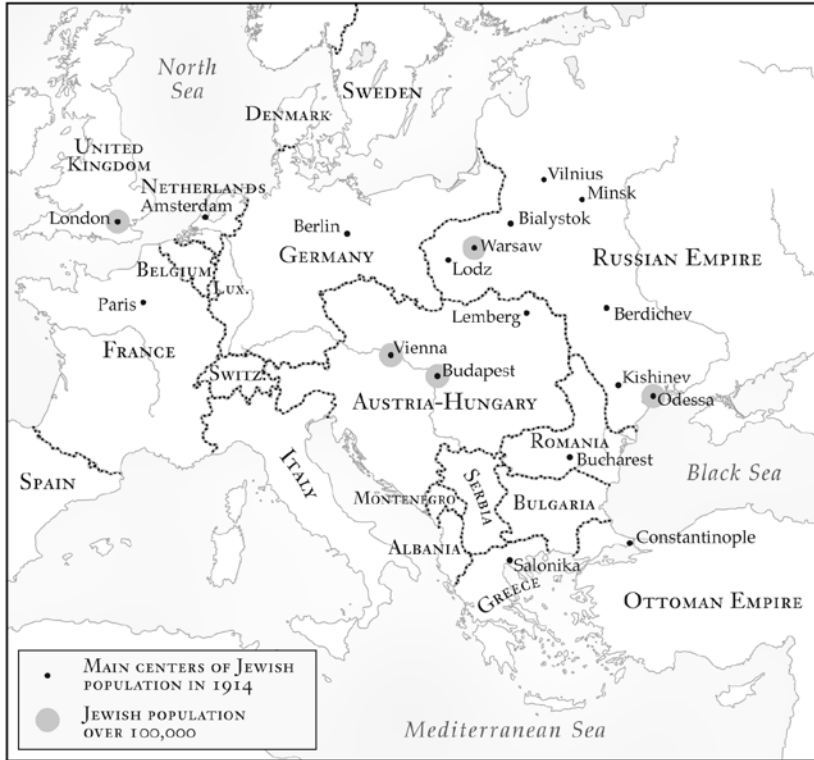 North
Sea
SWEDEN
DENMARK
UNITED
KINGDOM
NETHERLANDS
Amsterdam
London
Berlin
GERMANY
Vilnius
Minsk
Bialystok
Warsaw
Lodz
RUSSIAN EMPIRE
BELGIUM
LUX.
Paris
FRANCE
Lemberg
Berdichev
Vienna
Budapest
SWITZ.
AUSTRIA-HUNGARY
Kishinev
Odessa
ROMANIA
Bucharest
Black Sea
SPAIN
ITALY
MONTENEGRO
SERBIA
BULGARIA
ALBANIA
Constantinople
Salonika
GREECE
OTTOMAN EMPIRE
MAIN CENTERS OF JEWISH
POPULATION IN 1914
JEWISH POPULATION
OVER 100,000
Mediterranean Sea